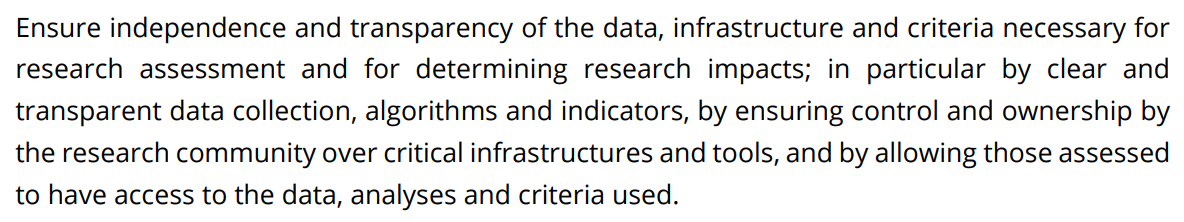 Ensure independence and transparency of the data, infrastructure and criteria necessary for
research assessment and for determining research impacts; in particular by clear and
transparent data collection, algorithms and indicators, by ensuring control and ownership by
the research community over critical infrastructures and tools, and by allowing those assessed
to have access to the data, analyses and criteria used.